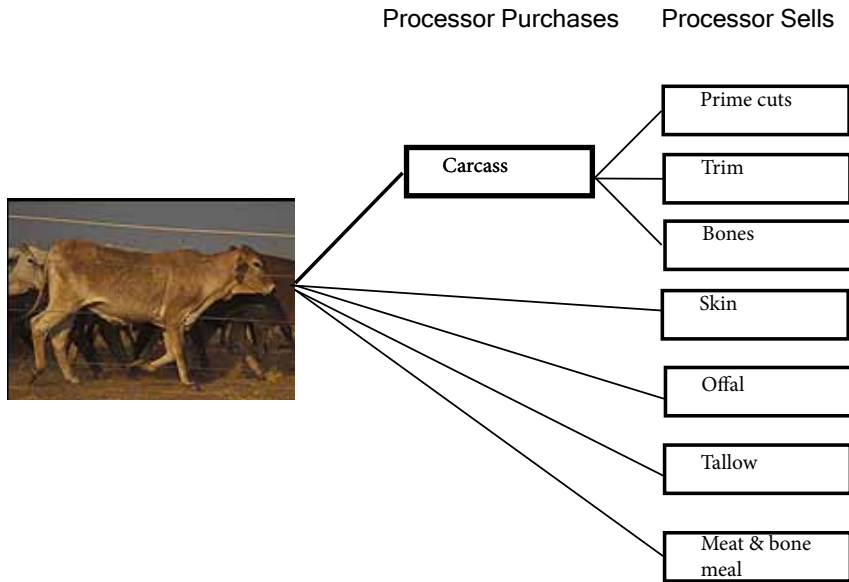 Processor Purchases
Processor Sells
Prime cuts
Carcass
Trim
Bones
Skin
Offal
Tallow
Meat & bone
meal